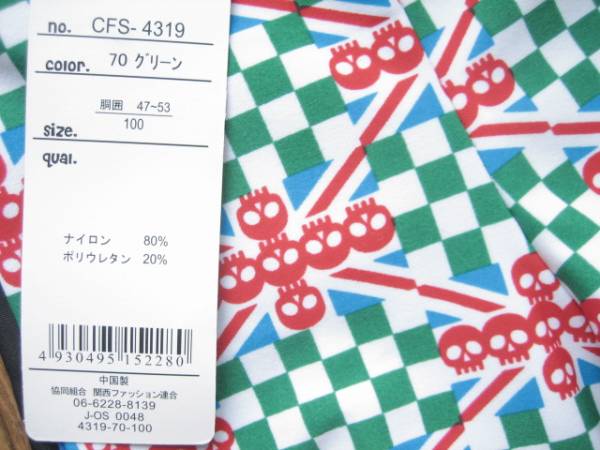 no. CFS-4319
color. 70 グリーン
胴囲 47~53
size. 100
qual.
ナイロン 80%
ポリウレタン 20%
4 930495 152280
中国製
協同組合 関西ファッション連合
06-6228-8139
J-OS 0048
4319-70-100